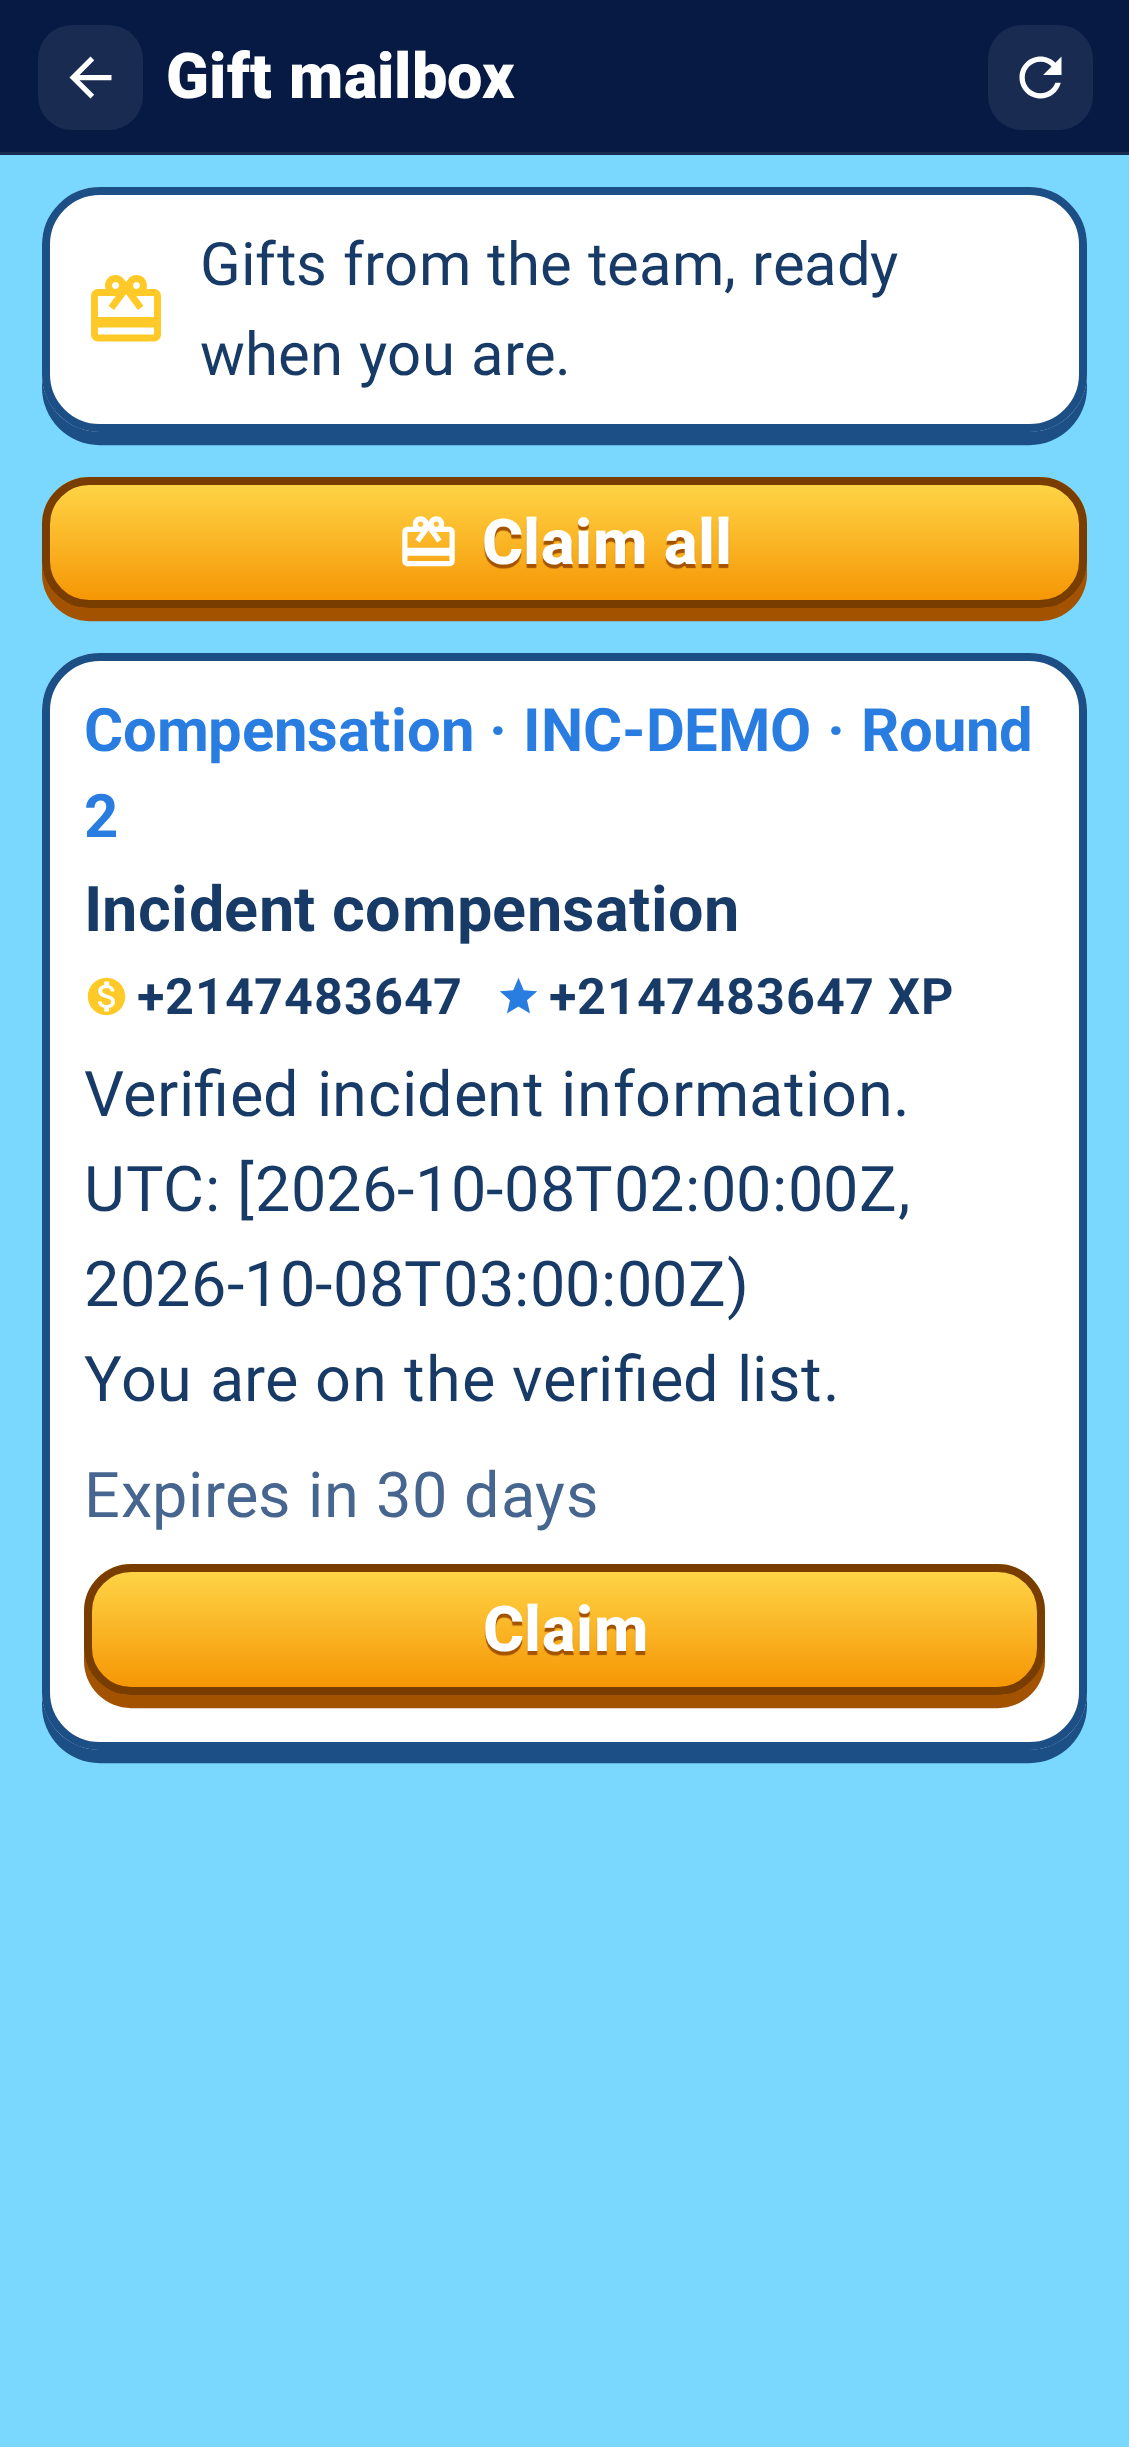 Gift mailbox
Gifts from the team, ready
when you are.
Claim all
Compensation · INC-DEMO · Round
2
Incident compensation
+2147483647 +2147483647 XP
Verified incident information.
UTC: [2026-10-08T02:00:00Z,
2026-10-08T03:00:00Z)
You are on the verified list.
Expires in 30 days
Claim